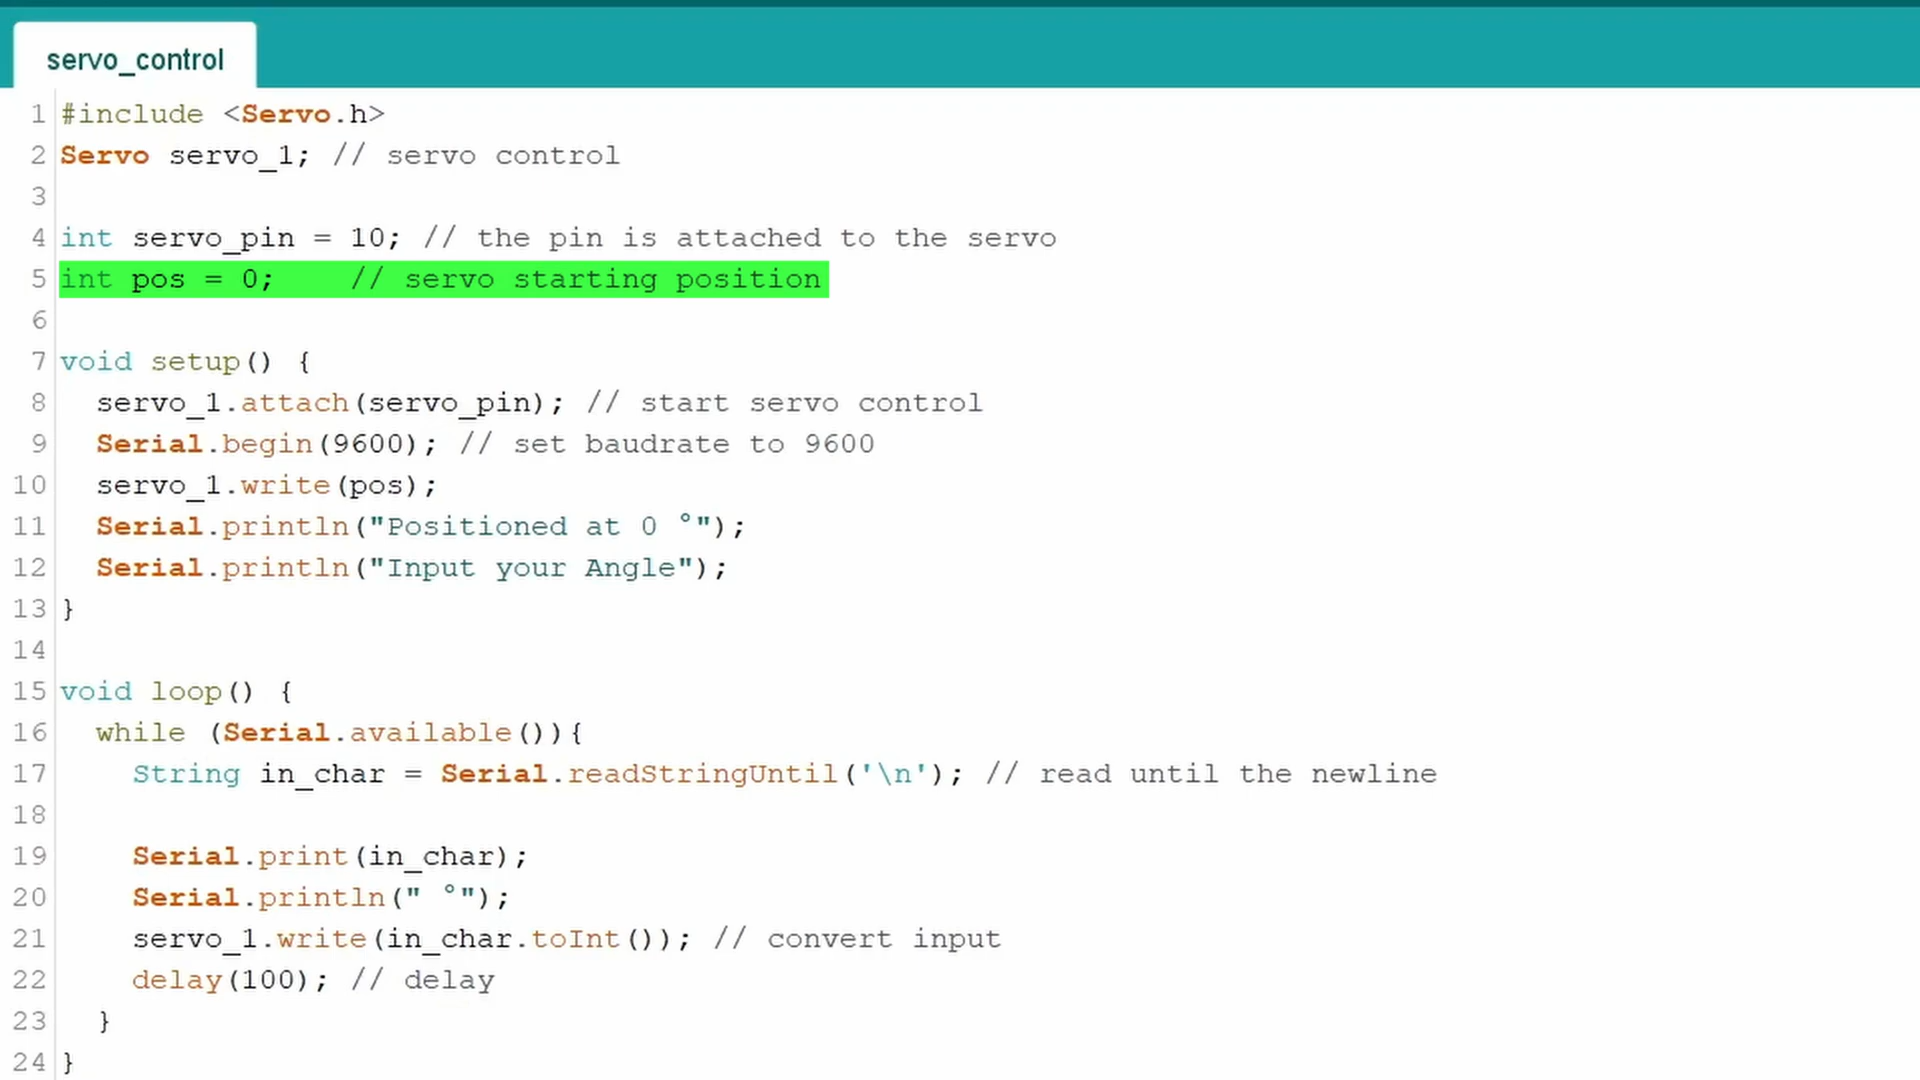 servo_control
1 #include <Servo.h>
2 Servo servo_1; // servo control
3
4 int servo_pin = 10; // the pin is attached to the servo
5 int pos = 0;    // servo starting position
6
7 void setup() {
8   servo_1.attach(servo_pin); // start servo control
9   Serial.begin(9600); // set baudrate to 9600
10   servo_1.write(pos);
11   Serial.println("Positioned at 0 °");
12   Serial.println("Input your Angle");
13 }
14
15 void loop() {
16   while (Serial.available()){
17     String in_char = Serial.readStringUntil('\n'); // read until the newline
18
19     Serial.print(in_char);
20     Serial.println(" °");
21     servo_1.write(in_char.toInt()); // convert input
22     delay(100); // delay
23   }
24 }